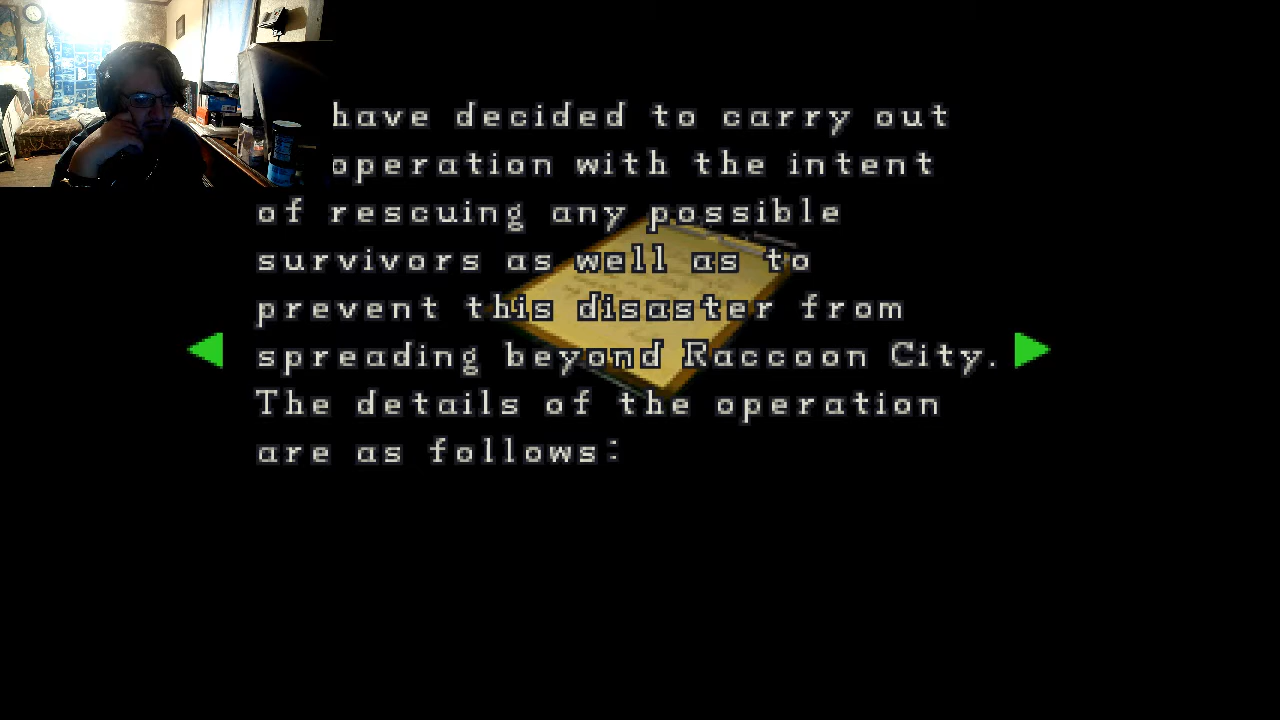 have decided to carry out
operation with the intent
of rescuing any possible
survivors as well as to
prevent this disaster from
spreading beyond Raccoon City.
The details of the operation
are as follows: